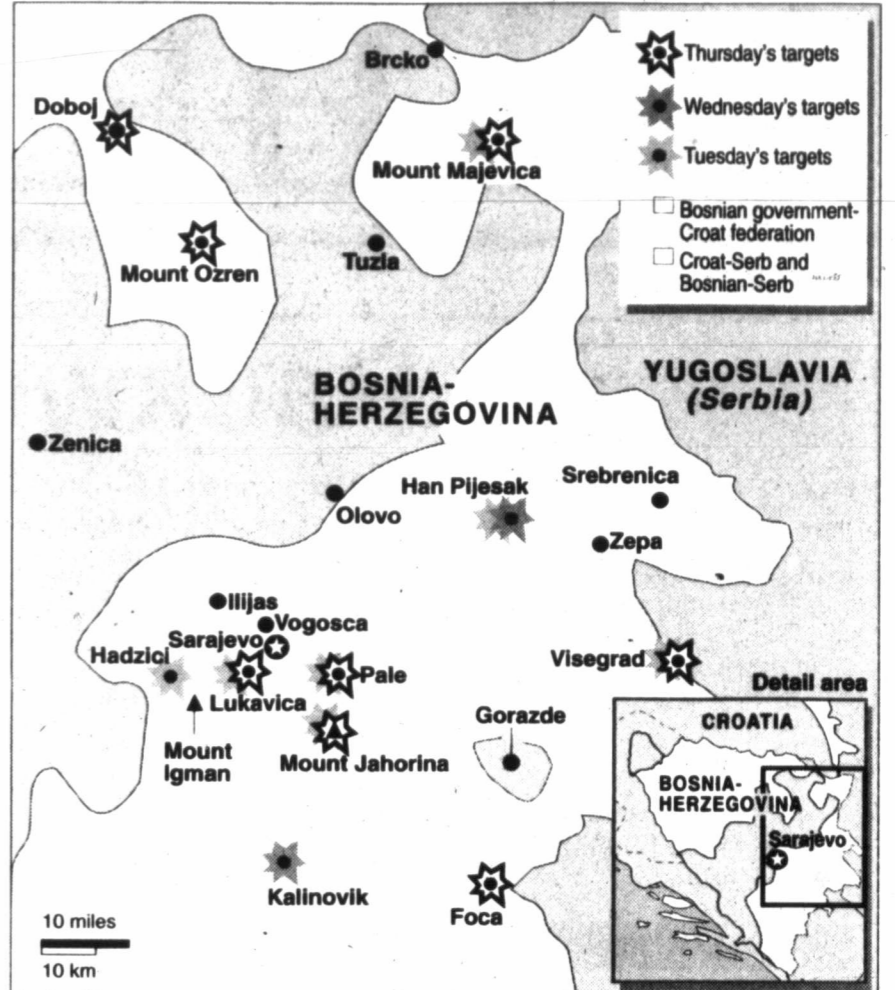 Thursday's targets
Wednesday's targets
Tuesday's targets
Bosnian government-
Croat federation
Croat-Serb and
Bosnian-Serb
Brcko
Doboj
Mount Majevica
Mount Ozren
Tuzla
BOSNIA-
HERZEGOVINA
YUGOSLAVIA
(Serbia)
Zenica
Olovo
Han Pijesak
Srebrenica
Zepa
Ilijas
Vogosca
Sarajevo
Hadzici
Lukavica
Pale
Visegrad
Mount
Igman
Mount Jahorina
Gorazde
Kalinovik
Foca
10 miles
10 km
Detail area
CROATIA
BOSNIA-
HERZEGOVINA
Sarajevo